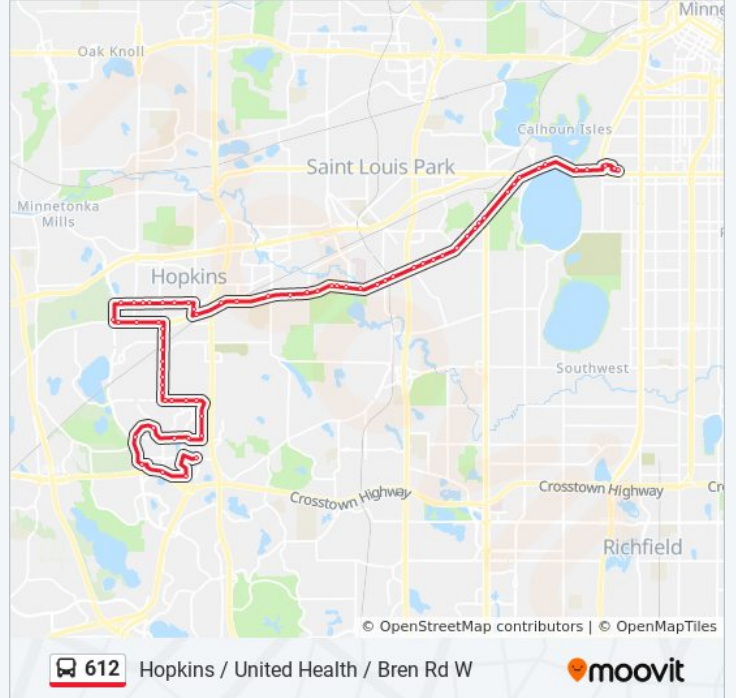 Minne
Oak Knoll
Calhoun Isles
Saint Louis Park
Minnetonka
Mills
Hopkins
Southwest
Crosstown Highway
Crosstown Highway
Cr
Richfield
© OpenStreetMap contributors | © OpenMapTiles
612 Hopkins / United Health / Bren Rd W
moovit